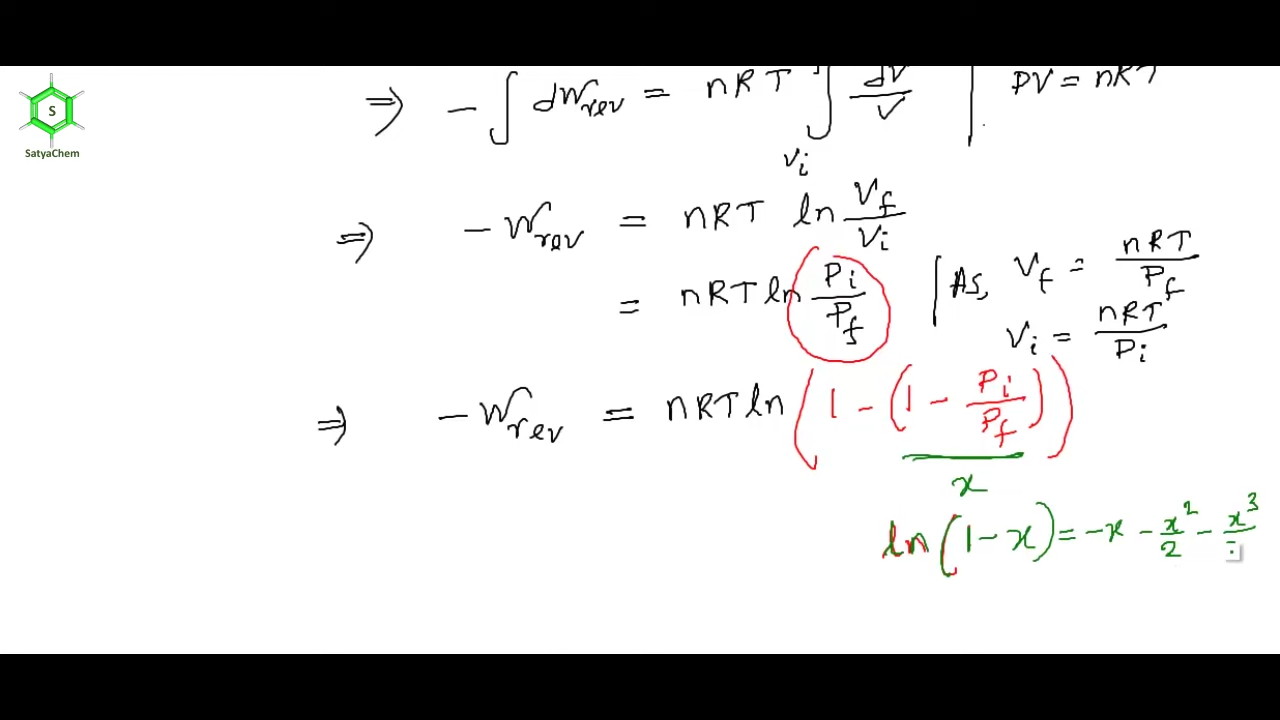 ⇒ - ∫ dW_rev = nRT ∫_{V_i} dV/V | PV = nRT
S
SatyaChem
⇒ - W_rev = nRT ln V_f/V_i
= nRT ln P_i/P_f | As, V_f = nRT/P_f
V_i = nRT/P_i
⇒ - W_rev = nRT ln (1 - (1 - P_i/P_f))
x
ln(1-x) = -x - x²/2 - x³/